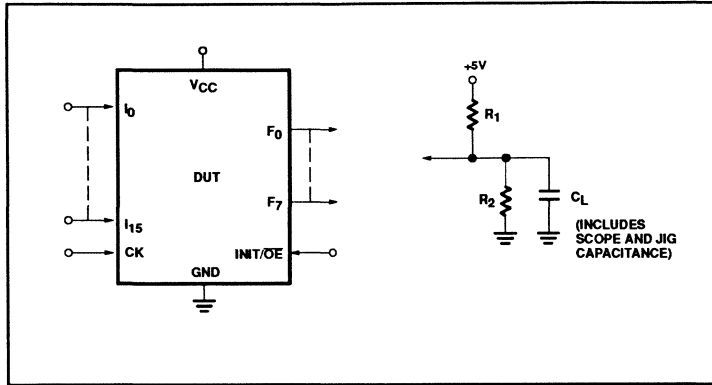 VCC
I0
F0
DUT
F7
I15
CK
INIT/OE
GND
+5V
R1
R2
CL
(INCLUDES
SCOPE AND JIG
CAPACITANCE)